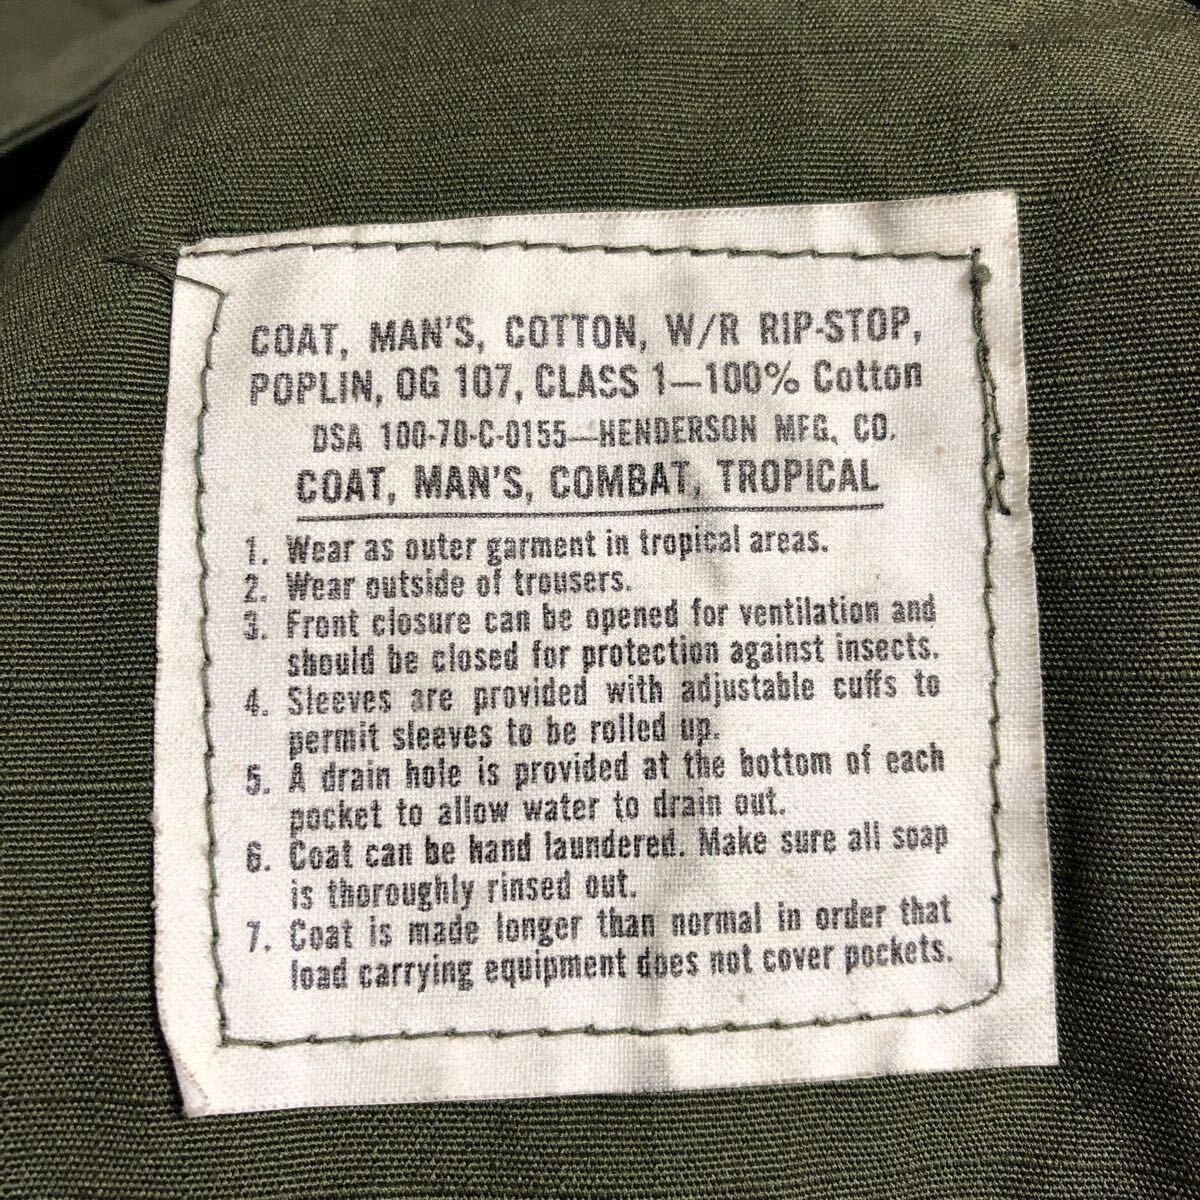 COAT, MAN'S, COTTON, W/R RIP-STOP,
POPLIN, OG 107, CLASS 1—100% Cotton
DSA 100-70-C-0155—HENDERSON MFG. CO.
COAT, MAN'S, COMBAT, TROPICAL
1. Wear as outer garment in tropical areas.
2. Wear outside of trousers.
3. Front closure can be opened for ventilation and
should be closed for protection against insects.
4. Sleeves are provided with adjustable cuffs to
permit sleeves to be rolled up.
5. A drain hole is provided at the bottom of each
pocket to allow water to drain out.
6. Coat can be hand laundered. Make sure all soap
is thoroughly rinsed out.
7. Coat is made longer than normal in order that
load carrying equipment does not cover pockets.